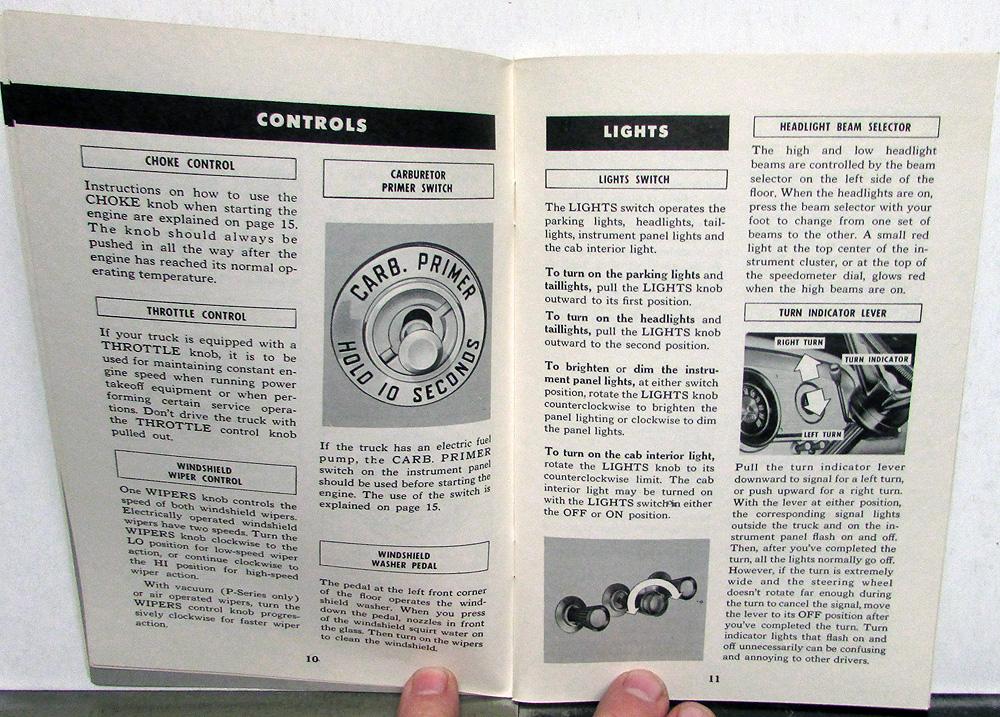 CONTROLS
CHOKE CONTROL
Instructions on how to use the
CHOKE knob when starting the
engine are explained on page 15.
The knob should always be
pushed in all the way after the
engine has reached its normal op-
erating temperature.
THROTTLE CONTROL
If your truck is equipped with a
THROTTLE knob, it is to be
used for maintaining constant en-
gine speed when running power
takeoff equipment or when per-
forming certain service opera-
tions. Don't drive the truck with
the THROTTLE control knob
pulled out.
WINDSHIELD
WIPER CONTROL
One WIPERS knob controls the
speed of both windshield wipers.
Electrically operated windshield
wipers have two speeds. Turn the
WIPERS knob clockwise to the
LO position for low-speed wiper
action, or continue clockwise to
the HI position for high-speed
wiper action.
With vacuum (P-Series only)
or air operated wipers, turn the
WIPERS control knob progres-
sively clockwise for faster wiper
action.
CARBURETOR
PRIMER SWITCH
CARB. PRIMER
HOLD 10 SECONDS
If the truck has an electric fuel
pump, the CARB. PRIMER
switch on the instrument panel
should be used before starting the
engine. The use of the switch is
explained on page 15.
WINDSHIELD
WASHER PEDAL
The pedal at the left front corner
of the floor operates the wind-
shield washer. When you press
down the pedal, nozzles in front
of the windshield squirt water on
the glass. Then turn on the wipers
to clean the windshield.
10
LIGHTS
LIGHTS SWITCH
The LIGHTS switch operates the
parking lights, headlights, tail-
lights, instrument panel lights and
the cab interior light.
To turn on the parking lights and
taillights, pull the LIGHTS knob
outward to its first position.
To turn on the headlights and
taillights, pull the LIGHTS knob
outward to the second position.
To brighten or dim the instru-
ment panel lights, at either switch
position, rotate the LIGHTS knob
counterclockwise to brighten the
panel lighting or clockwise to dim
the panel lights.
To turn on the cab interior light,
rotate the LIGHTS knob to its
counterclockwise limit. The cab
interior light may be turned on
with the LIGHTS switch in either
the OFF or ON position.
HEADLIGHT BEAM SELECTOR
The high and low headlight
beams are controlled by the beam
selector on the left side of the
floor. When the headlights are on,
press the beam selector with your
foot to change from one set of
beams to the other. A small red
light at the top center of the in-
strument cluster, or at the top of
the speedometer dial, glows red
when the high beams are on.
TURN INDICATOR LEVER
RIGHT TURN
TURN INDICATOR
LEFT TURN
Pull the turn indicator lever
downward to signal for a left turn,
or push upward for a right turn.
With the lever at either position,
the corresponding signal lights
outside the truck and on the in-
strument panel flash on and off.
Then, after you've completed the
turn, all the lights normally go off.
However, if the turn is extremely
wide and the steering wheel
doesn't rotate far enough during
the turn to cancel the signal, move
the lever to its OFF position after
you've completed the turn. Turn
indicator lights that flash on and
off unnecessarily can be confusing
and annoying to other drivers.
11